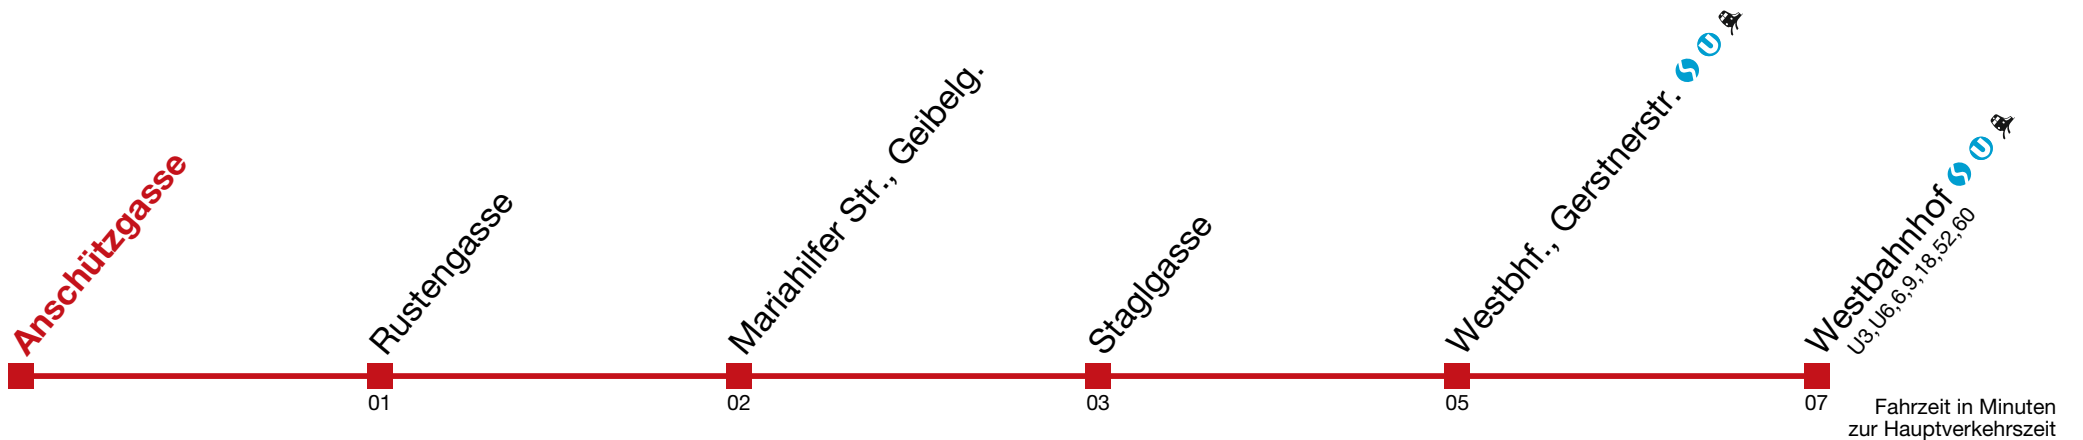 Anschützgasse
Rustengasse
Mariahilfer Str., Geibelg.
Staglgasse
Westbhf., Gerstnerstr. S U
Westbahnhof S U
U3,U6,6,9,18,52,60
01
02
03
05
07
Fahrzeit in Minuten
zur Hauptverkehrszeit